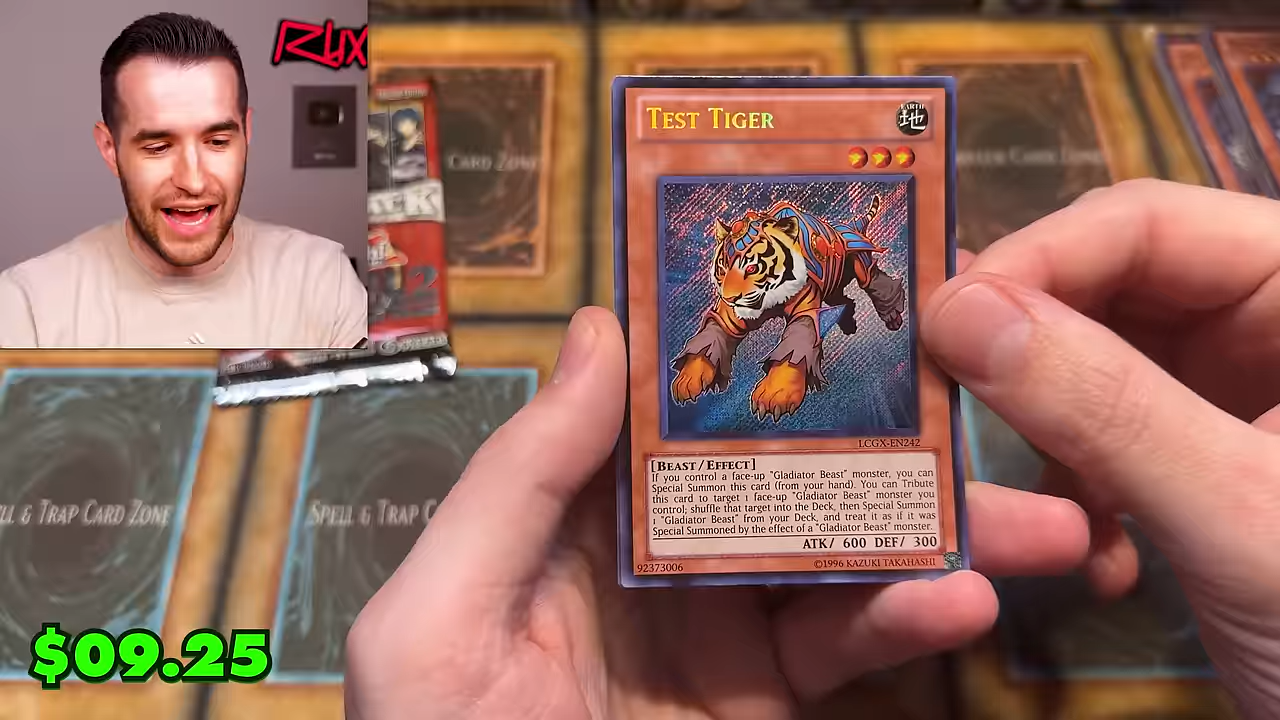 Ryx
CARD ZONE
TEST TIGER
EARTH
地
LCGX-EN242
[BEAST/EFFECT]
If you control a face-up "Gladiator Beast" monster, you can
Special Summon this card (from your hand). You can Tribute
this card to target 1 face-up "Gladiator Beast" monster you
control; shuffle that target into the Deck, then Special Summon
1 "Gladiator Beast" from your Deck, and treat it as if it was
Special Summoned by the effect of a "Gladiator Beast" monster.
ATK/ 600 DEF/ 300
92373006
©1996 KAZUKI TAKAHASHI
LL & TRAP CARD ZONE
SPELL & TRAP C
$09.25